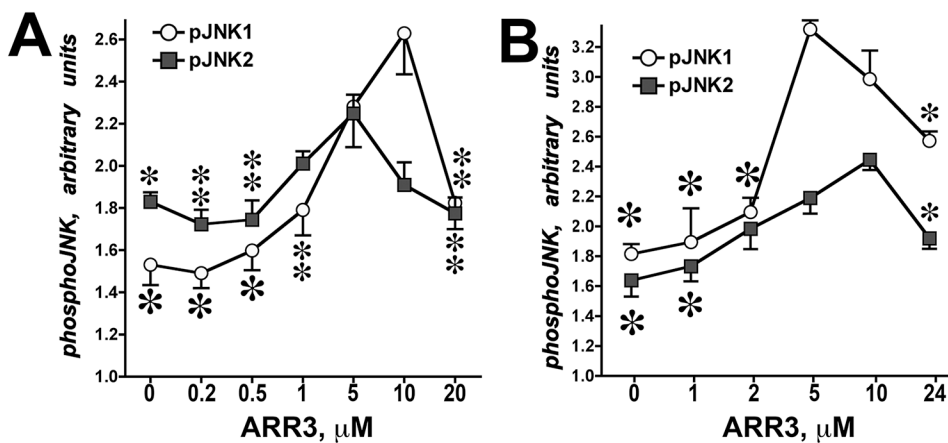 A
phosphoJNK, arbitrary units
pJNK1
pJNK2
2.6
2.4
2.2
2.0
1.8
1.6
1.4
1.2
1.0
* ** ** **
* * * ** **
0 0.2 0.5 1 5 10 20
ARR3, μM
B
phosphoJNK, arbitrary units
pJNK1
pJNK2
3.2
3.0
2.8
2.6
2.4
2.2
2.0
1.8
1.6
1.4
1.2
1.0
* * * *
* * *
0 1 2 5 10 24
ARR3, μM